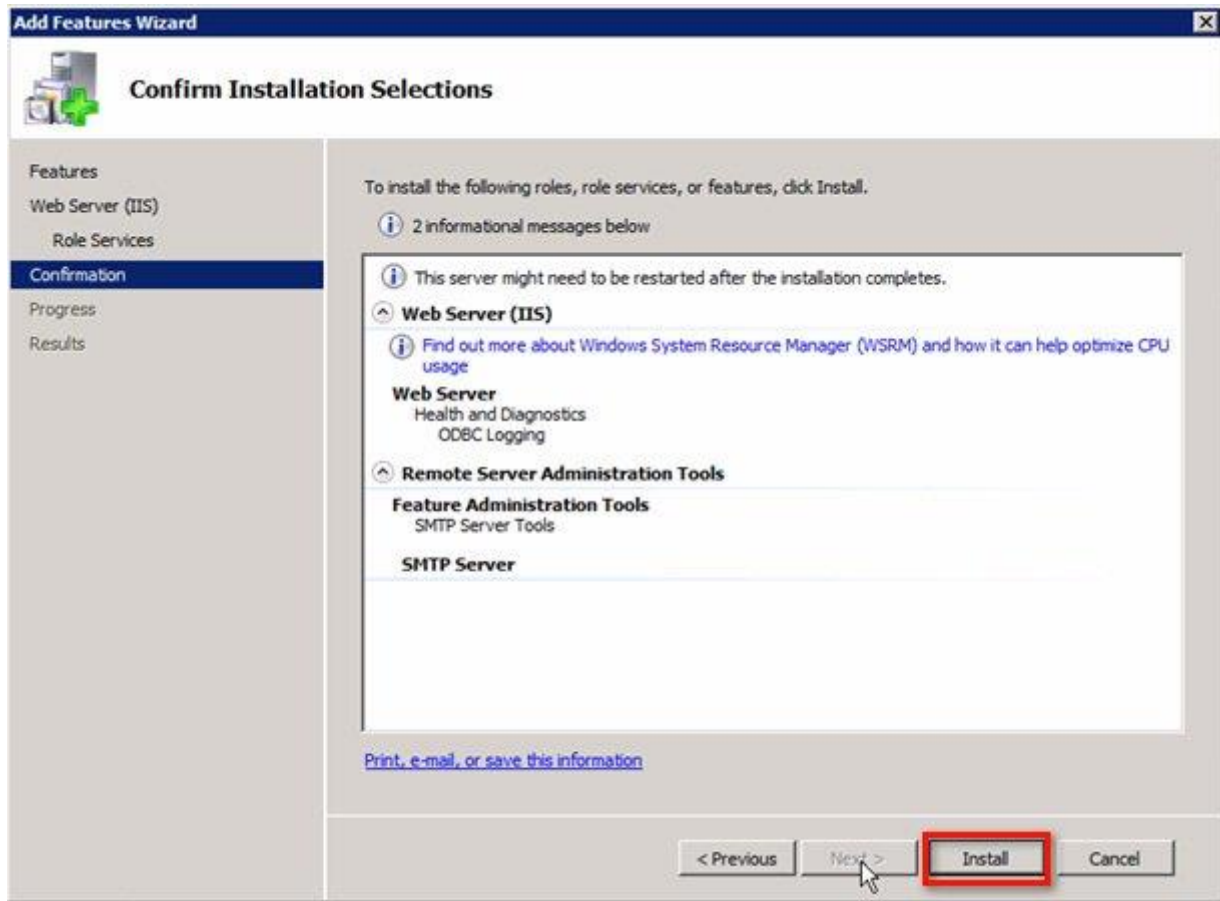 Add Features Wizard
Confirm Installation Selections
Features
Web Server (IIS)
Role Services
Confirmation
Progress
Results
To install the following roles, role services, or features, click Install.
2 informational messages below
This server might need to be restarted after the installation completes.
Web Server (IIS)
Find out more about Windows System Resource Manager (WSRM) and how it can help optimize CPU
usage
Web Server
Health and Diagnostics
ODBC Logging
Remote Server Administration Tools
Feature Administration Tools
SMTP Server Tools
SMTP Server
Print, e-mail, or save this information
< Previous
Next >
Install
Cancel